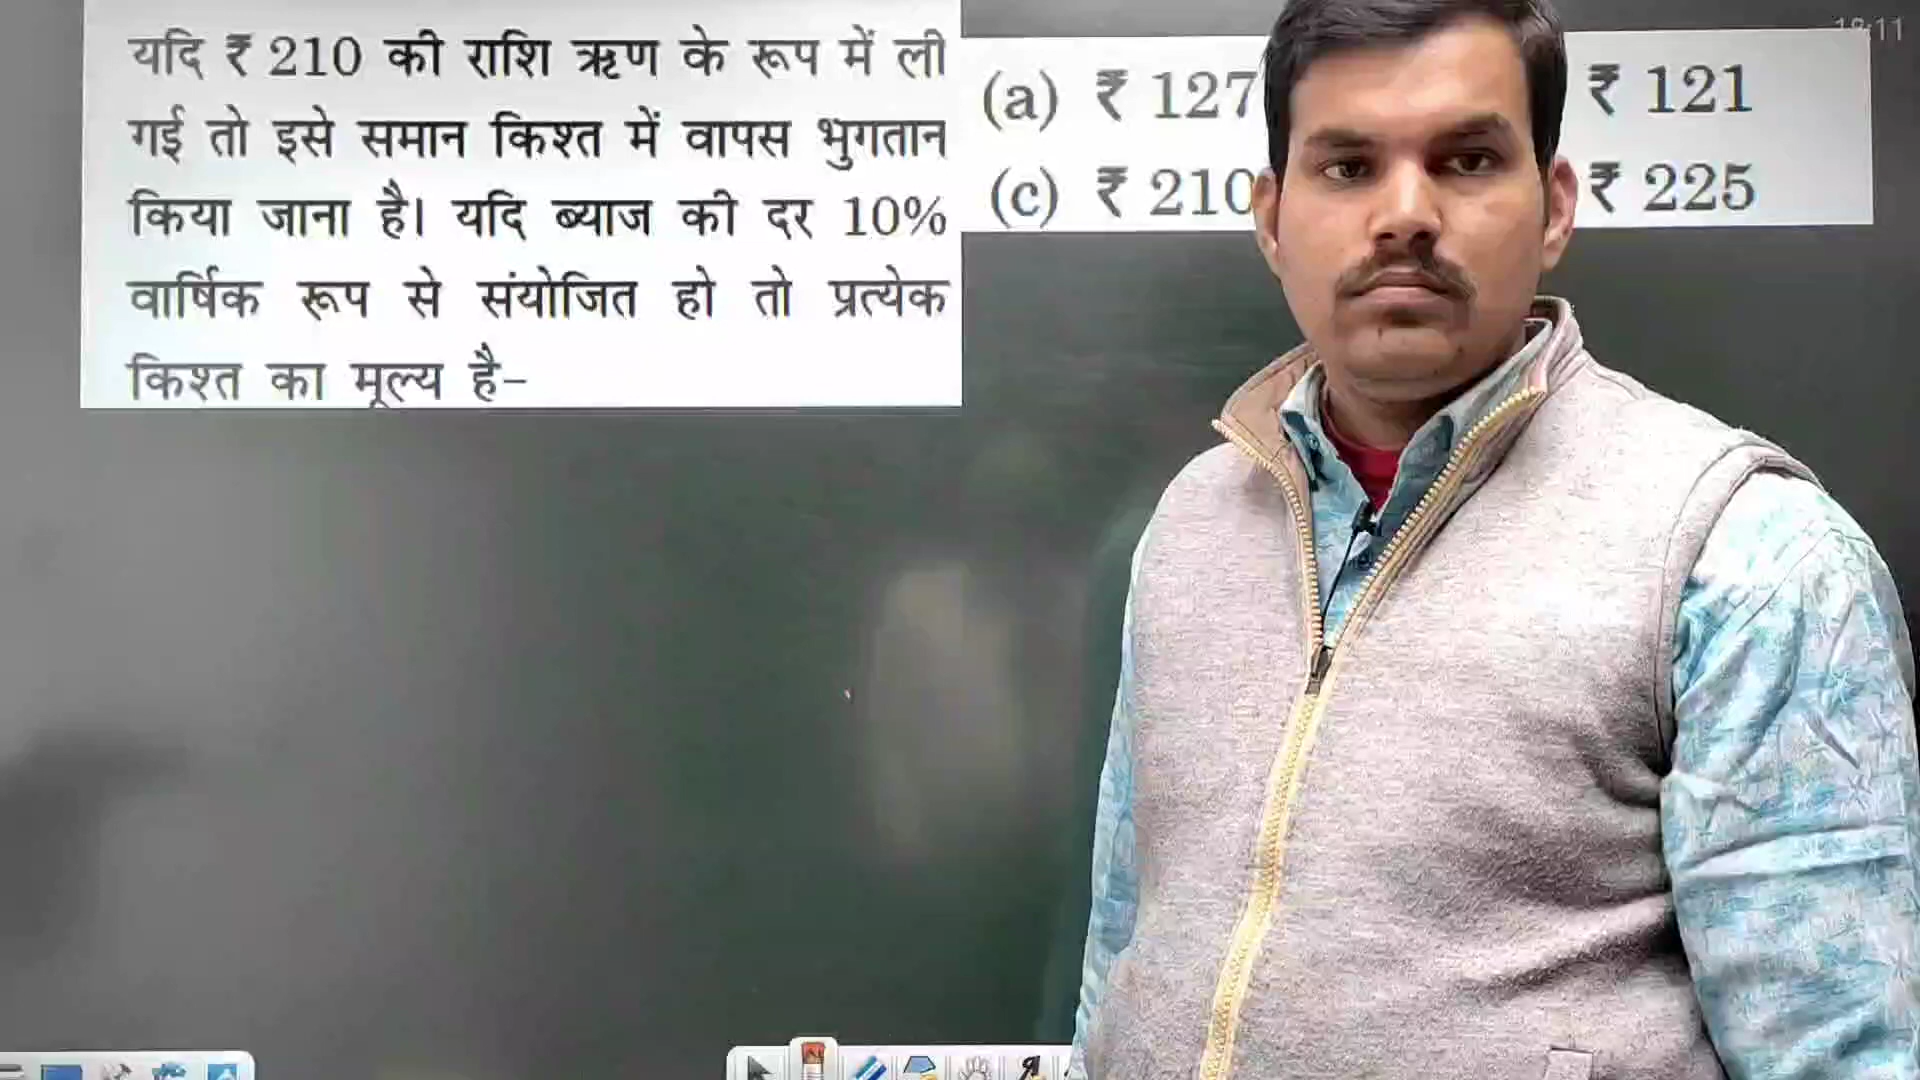 यदि ₹ 210 की राशि ऋण के रूप में ली
गई तो इसे समान किश्त में वापस भुगतान
किया जाना है। यदि ब्याज की दर 10%
वार्षिक रूप से संयोजित हो तो प्रत्येक
किश्त का मूल्य है-
(a) ₹ 127
₹ 121
(c) ₹ 210
₹ 225